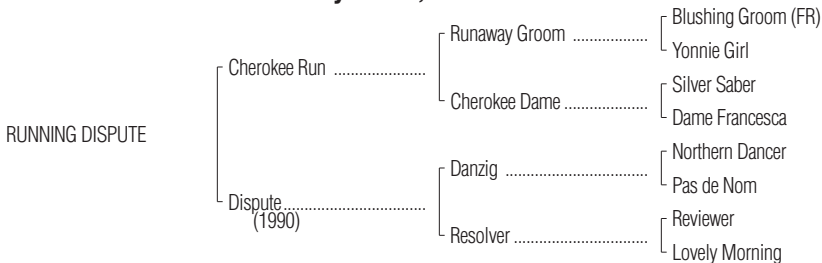 Blushing Groom (FR)
Runaway Groom ..................
Yonnie Girl
Cherokee Run .....................
Silver Saber
Cherokee Dame ...................
Dame Francesca
RUNNING DISPUTE
Northern Dancer
Danzig ................................
Pas de Nom
Dispute................................
(1990)
Reviewer
Resolver ..............................
Lovely Morning